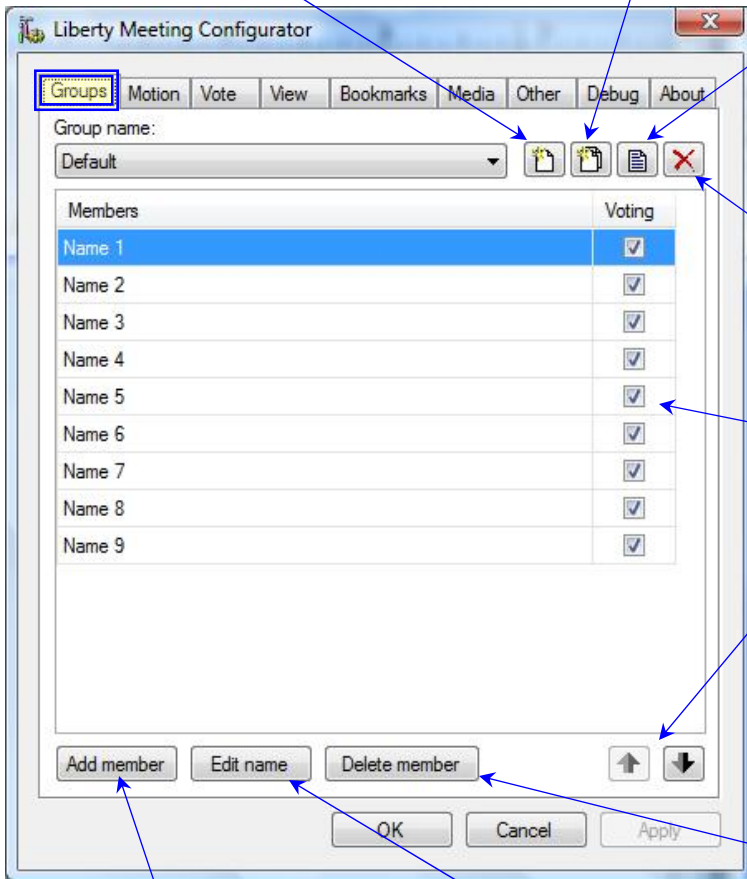 Liberty Meeting Configurator
Groups Motion Vote View Bookmarks Media Other Debug About
Group name:
Default
Members Voting
Name 1
Name 2
Name 3
Name 4
Name 5
Name 6
Name 7
Name 8
Name 9
Add member Edit name Delete member
OK Cancel Apply